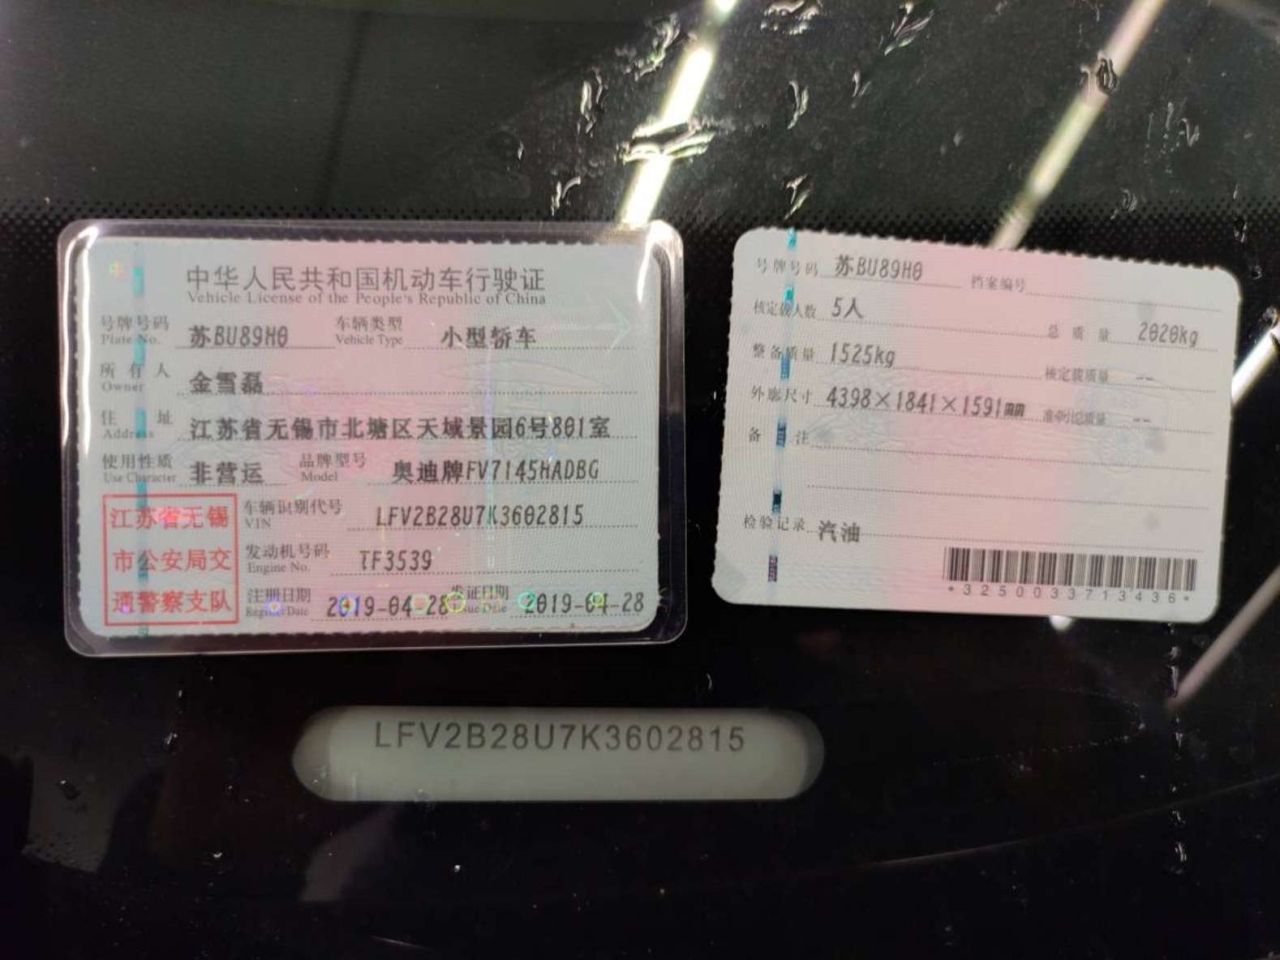 中华人民共和国机动车行驶证
Vehicle License of the People's Republic of China
号牌号码 苏BU89H0 车辆类型 小型轿车
Plate No. Vehicle Type
所有人 金雪磊
Owner
住址 江苏省无锡市北塘区天域景园6号801室
Address
使用性质 非营运 品牌型号 奥迪牌FV7145HADBG
Use Character Model
江苏省无锡
市公安局交
通警察支队
车辆识别代号 LFV2B28U7K3602815
VIN
发动机号码 TF3539
Engine No.
注册日期 2019-04-28 发证日期 2019-04-28
Register Date Issue Date
号牌号码 苏BU89H0 档案编号
核定载人数 5人 总质量 2020kg
整备质量 1525kg 核定载质量 --
外廓尺寸 4398×1841×1591mm 准牵引总质量 --
备注
检验记录 汽油
*3250033713436*
LFV2B28U7K3602815